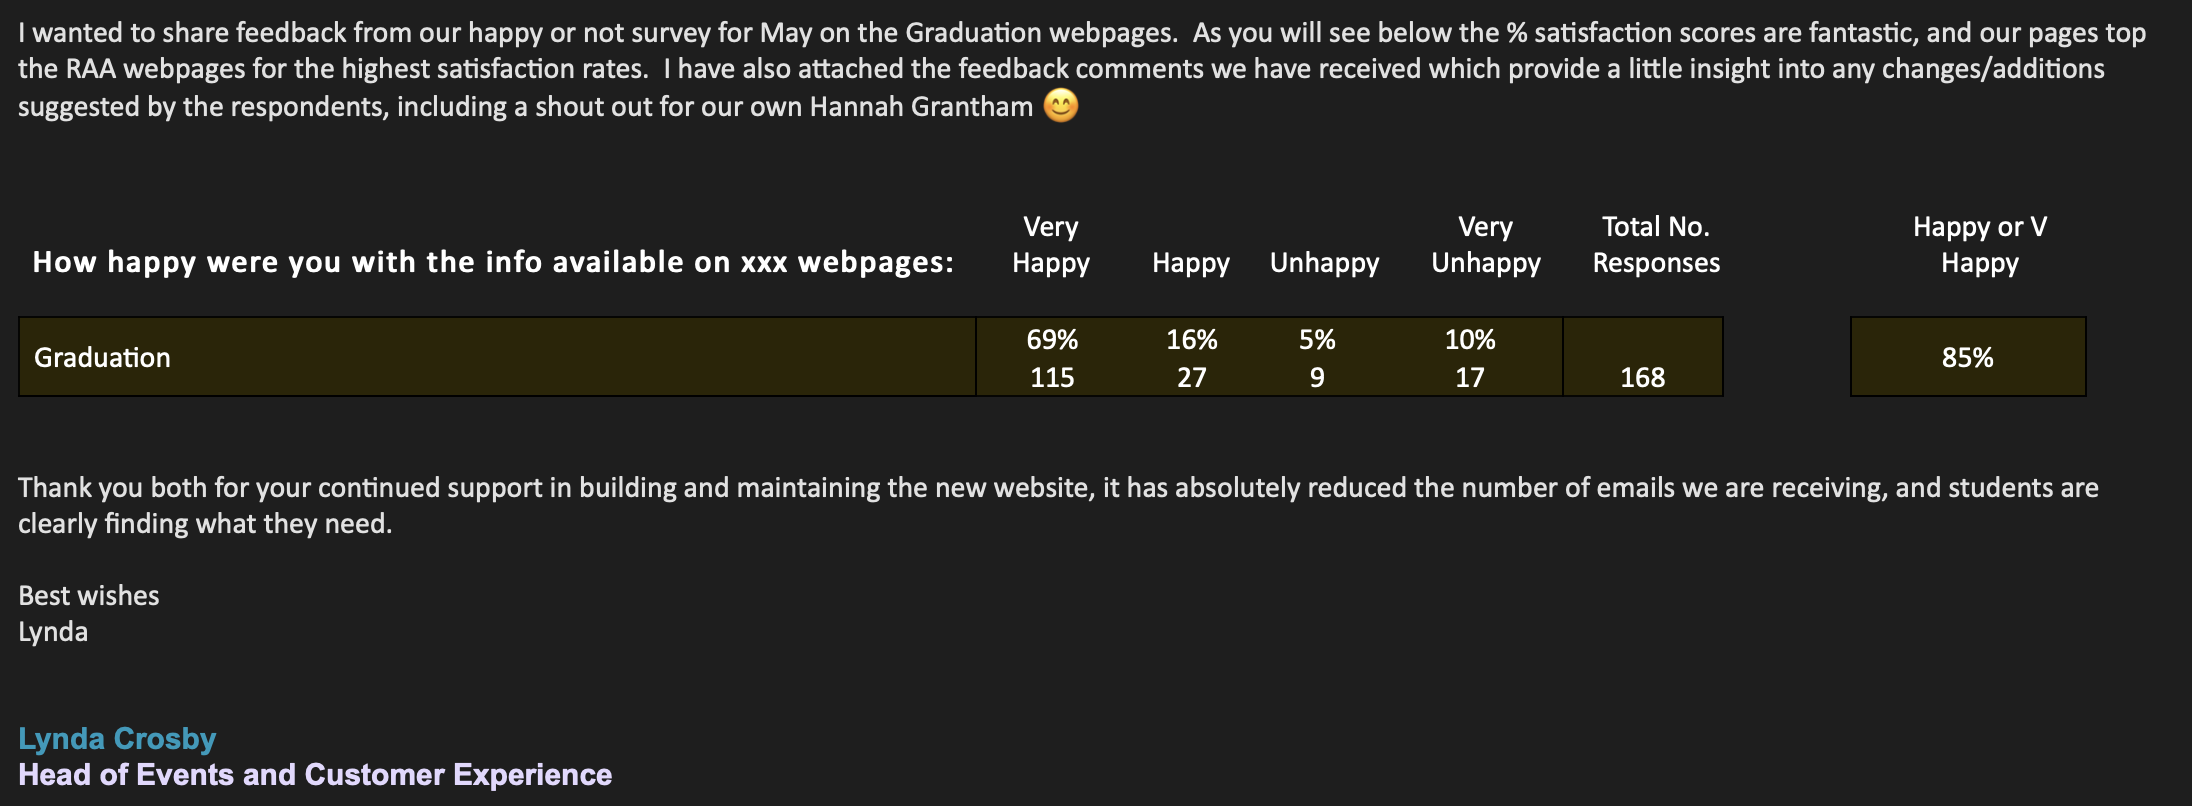 I wanted to share feedback from our happy or not survey for May on the Graduation webpages.  As you will see below the % satisfaction scores are fantastic, and our pages top
the RAA webpages for the highest satisfaction rates.  I have also attached the feedback comments we have received which provide a little insight into any changes/additions
suggested by the respondents, including a shout out for our own Hannah Grantham 😊
How happy were you with the info available on xxx webpages: Very Happy Happy Unhappy Very Unhappy Total No. Responses Happy or V Happy
Graduation 69% 16% 5% 10% 85%
115 27 9 17 168
Thank you both for your continued support in building and maintaining the new website, it has absolutely reduced the number of emails we are receiving, and students are
clearly finding what they need.
Best wishes
Lynda
Lynda Crosby
Head of Events and Customer Experience